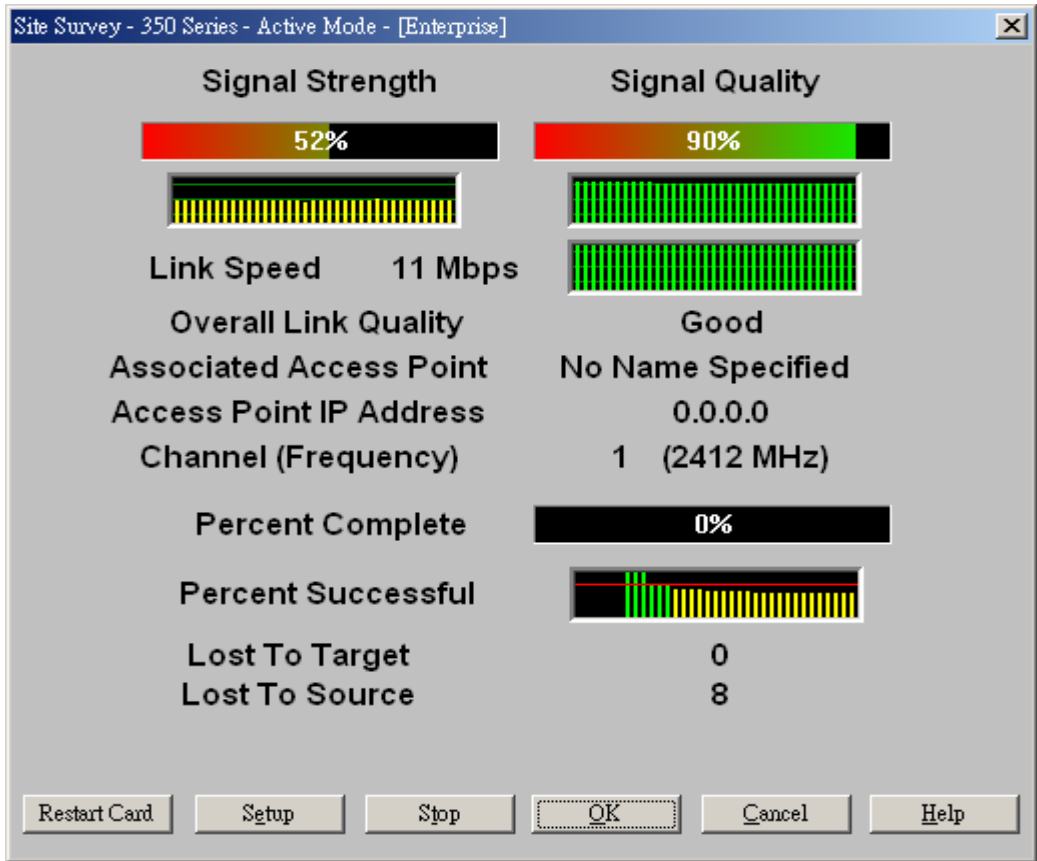 Site Survey - 350 Series - Active Mode - [Enterprise]
Signal Strength Signal Quality
52% 90%
Link Speed 11 Mbps
Overall Link Quality Good
Associated Access Point No Name Specified
Access Point IP Address 0.0.0.0
Channel (Frequency) 1 (2412 MHz)
Percent Complete 0%
Percent Successful
Lost To Target 0
Lost To Source 8
Restart Card Setup Stop OK Cancel Help